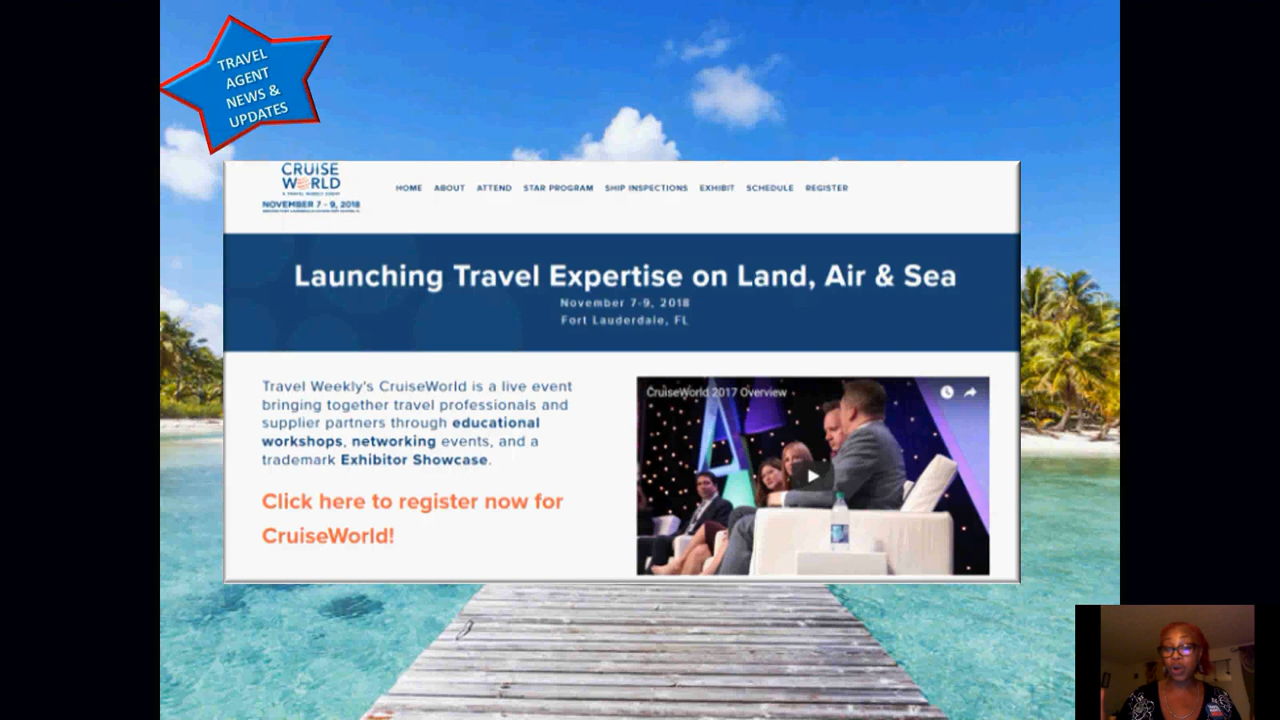 TRAVEL
AGENT
NEWS &
UPDATES
CRUISE
WORLD
A TRAVEL WEEKLY EVENT
NOVEMBER 7 - 9, 2018
HOME ABOUT ATTEND STAR PROGRAM SHIP INSPECTIONS EXHIBIT SCHEDULE REGISTER
Launching Travel Expertise on Land, Air & Sea
November 7-9, 2018
Fort Lauderdale, FL
Travel Weekly's CruiseWorld is a live event
bringing together travel professionals and
supplier partners through educational
workshops, networking events, and a
trademark Exhibitor Showcase.
Click here to register now for
CruiseWorld!
CruiseWorld 2017 Overview